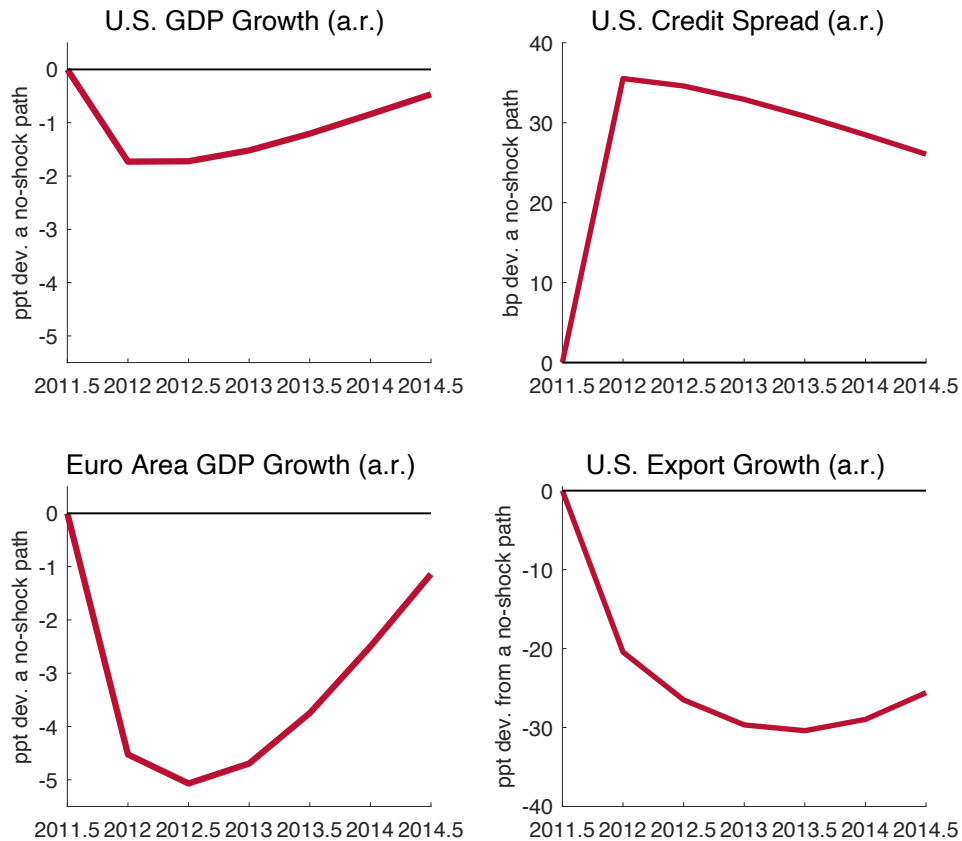 U.S. GDP Growth (a.r.)
ppt dev. a no-shock path
0
-1
-2
-3
-4
-5
2011.5 2012 2012.5 2013 2013.5 2014 2014.5
U.S. Credit Spread (a.r.)
bp dev. a no-shock path
40
30
20
10
0
2011.5 2012 2012.5 2013 2013.5 2014 2014.5
Euro Area GDP Growth (a.r.)
ppt dev. a no-shock path
0
-1
-2
-3
-4
-5
2011.5 2012 2012.5 2013 2013.5 2014 2014.5
U.S. Export Growth (a.r.)
ppt dev. from a no-shock path
0
-10
-20
-30
-40
2011.5 2012 2012.5 2013 2013.5 2014 2014.5